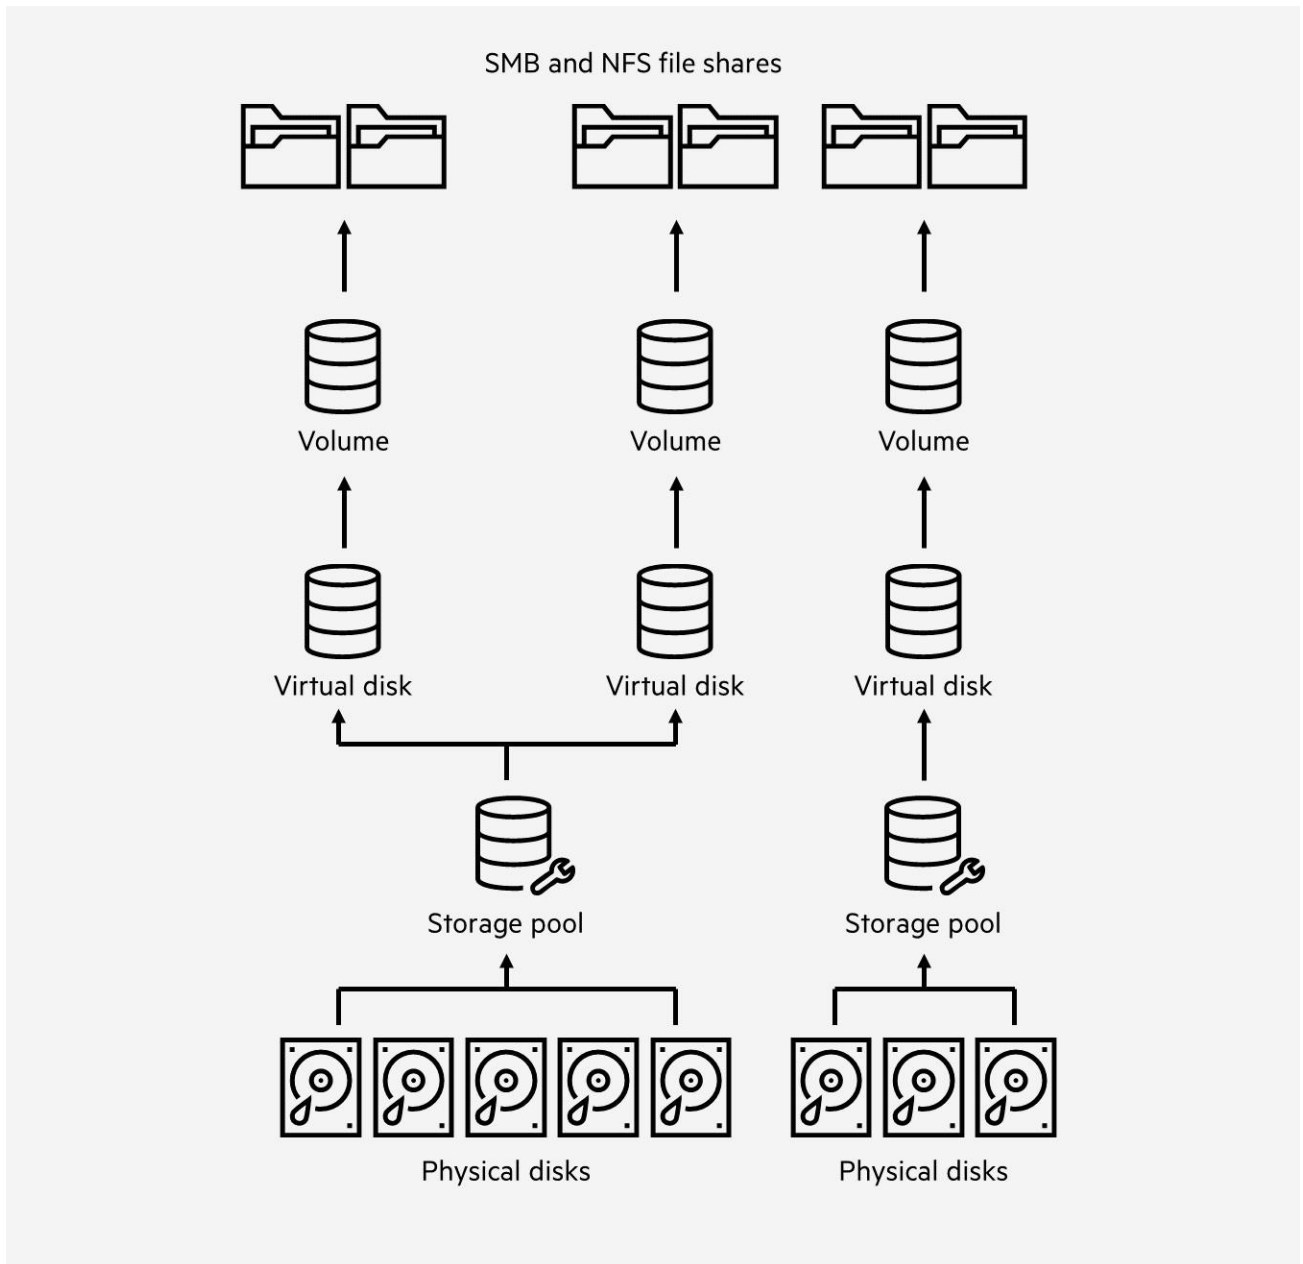 SMB and NFS file shares
Volume
Volume
Volume
Virtual disk
Virtual disk
Virtual disk
Storage pool
Storage pool
Physical disks
Physical disks